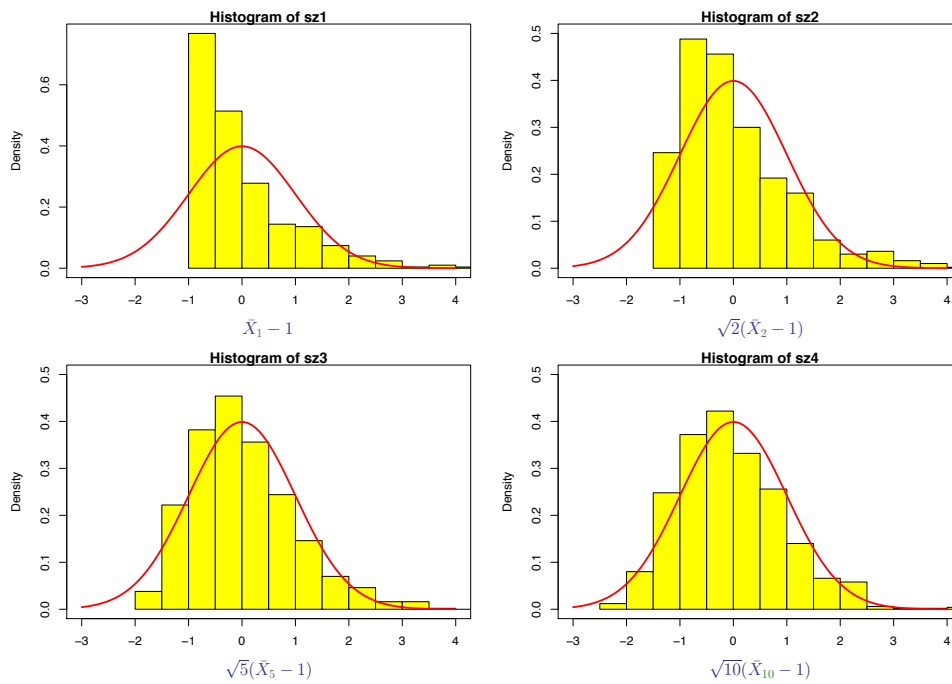 Histogram of sz1
Density
0.0 0.2 0.4 0.6
−3 −2 −1 0 1 2 3 4
X̄₁ − 1
Histogram of sz2
Density
0.0 0.1 0.2 0.3 0.4 0.5
−3 −2 −1 0 1 2 3 4
√2(X̄₂ − 1)
Histogram of sz3
Density
0.0 0.1 0.2 0.3 0.4 0.5
−3 −2 −1 0 1 2 3 4
√5(X̄₅ − 1)
Histogram of sz4
Density
0.0 0.1 0.2 0.3 0.4 0.5
−3 −2 −1 0 1 2 3 4
√10(X̄₁₀ − 1)